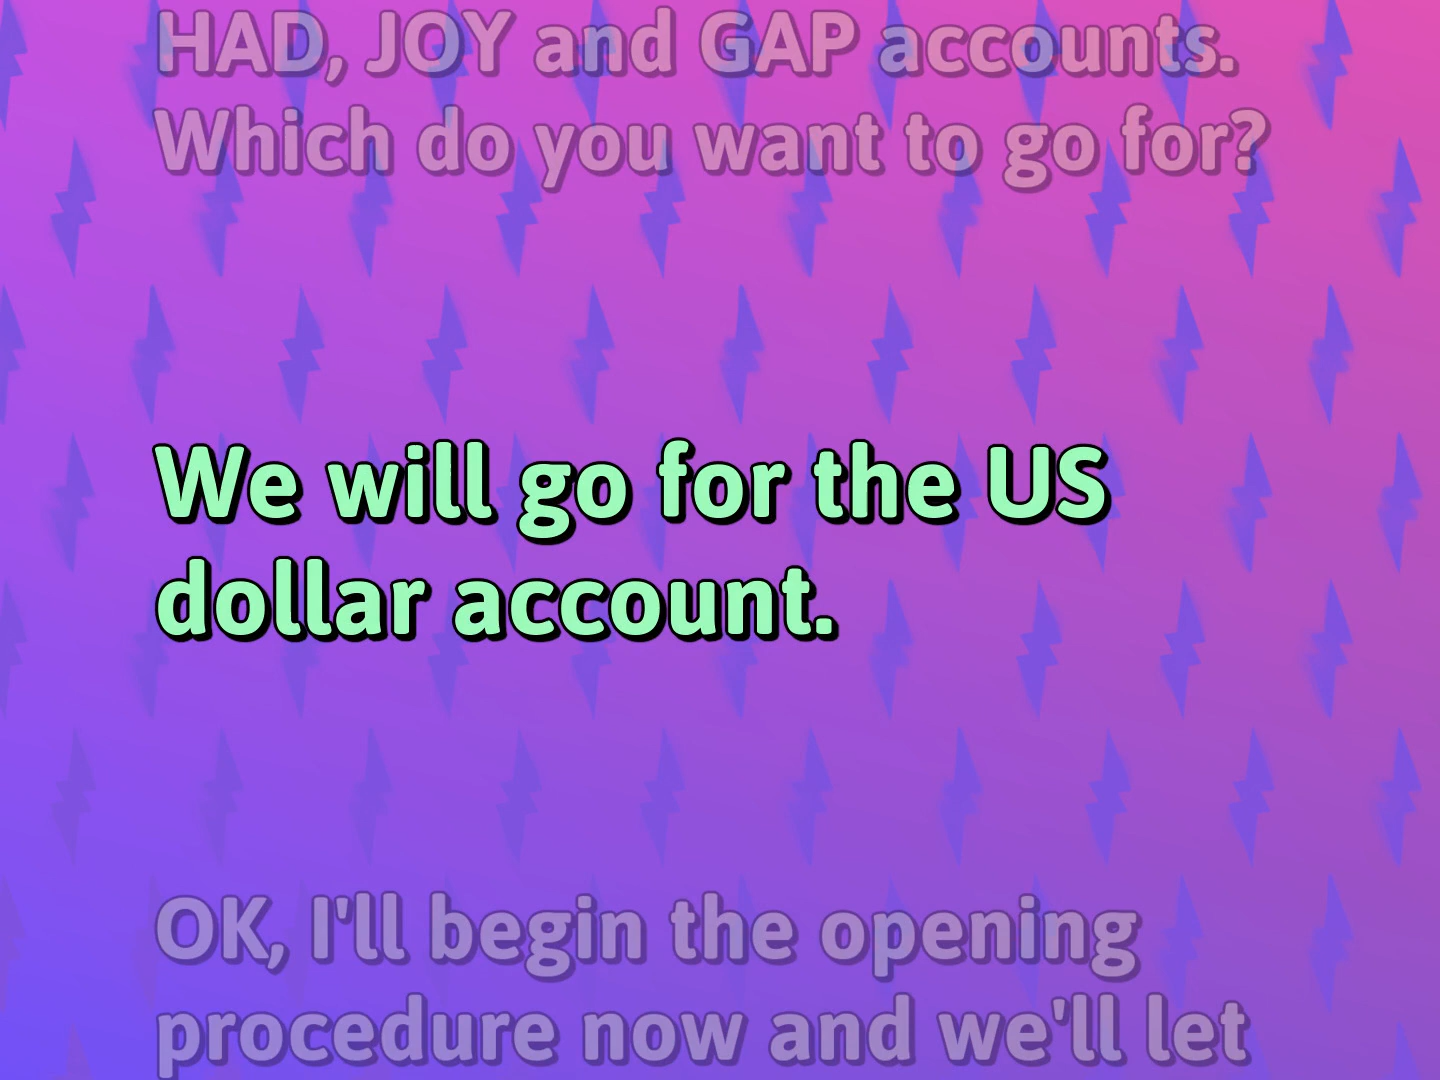 HAD, JOY and GAP accounts.
Which do you want to go for?
We will go for the US
dollar account.
OK, I'll begin the opening
procedure now and we'll let